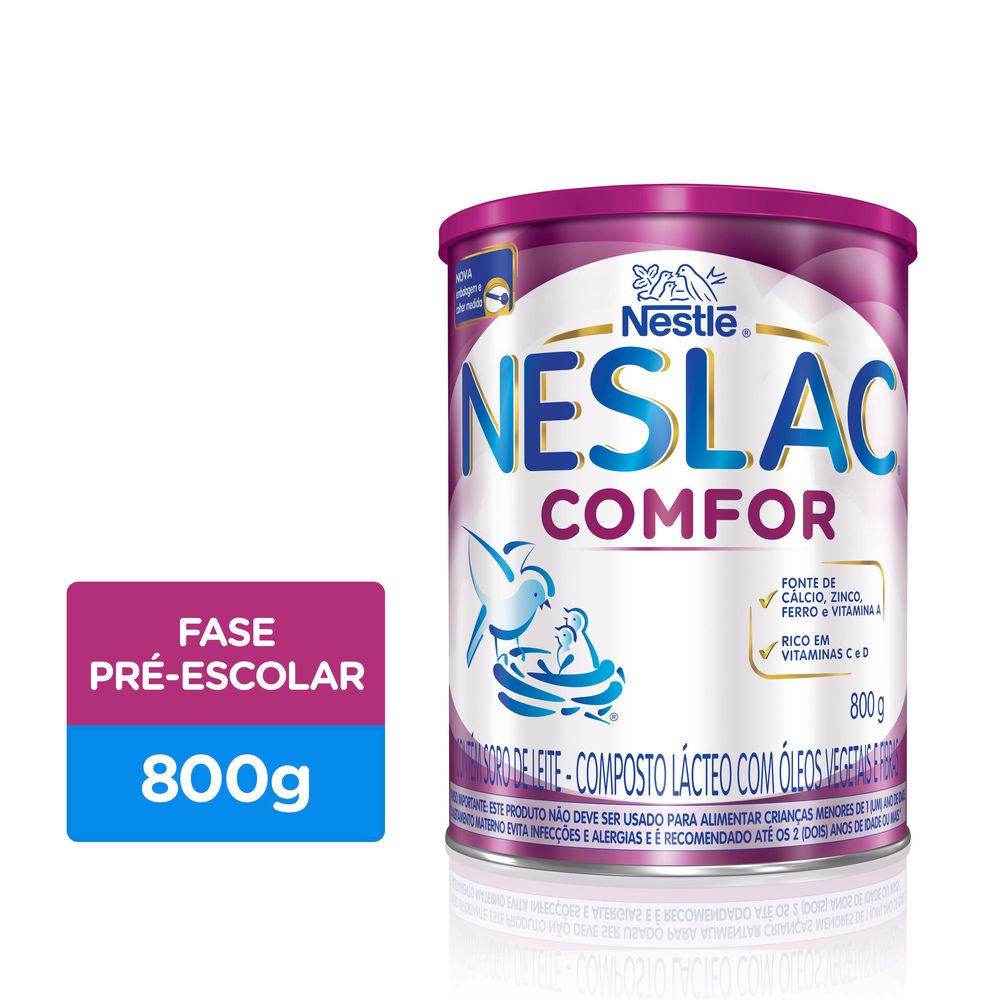 NOVA
embalagem e
colher medida
Nestlé®
NESLAC®
COMFOR
FONTE DE
CÁLCIO, ZINCO,
FERRO e VITAMINA A
RICO EM
VITAMINAS C e D
800 g
®
CONTÉM SORO DE LEITE - COMPOSTO LÁCTEO COM ÓLEOS VEGETAIS E FIBRAS
IMPORTANTE: ESTE PRODUTO NÃO DEVE SER USADO PARA ALIMENTAR CRIANÇAS MENORES DE 1 (UM) ANO DE
MATERNO EVITA INFECÇÕES E ALERGIAS E É RECOMENDADO ATÉ OS 2 (DOIS) ANOS DE IDADE OU MAIS
FASE
PRÉ-ESCOLAR
800g